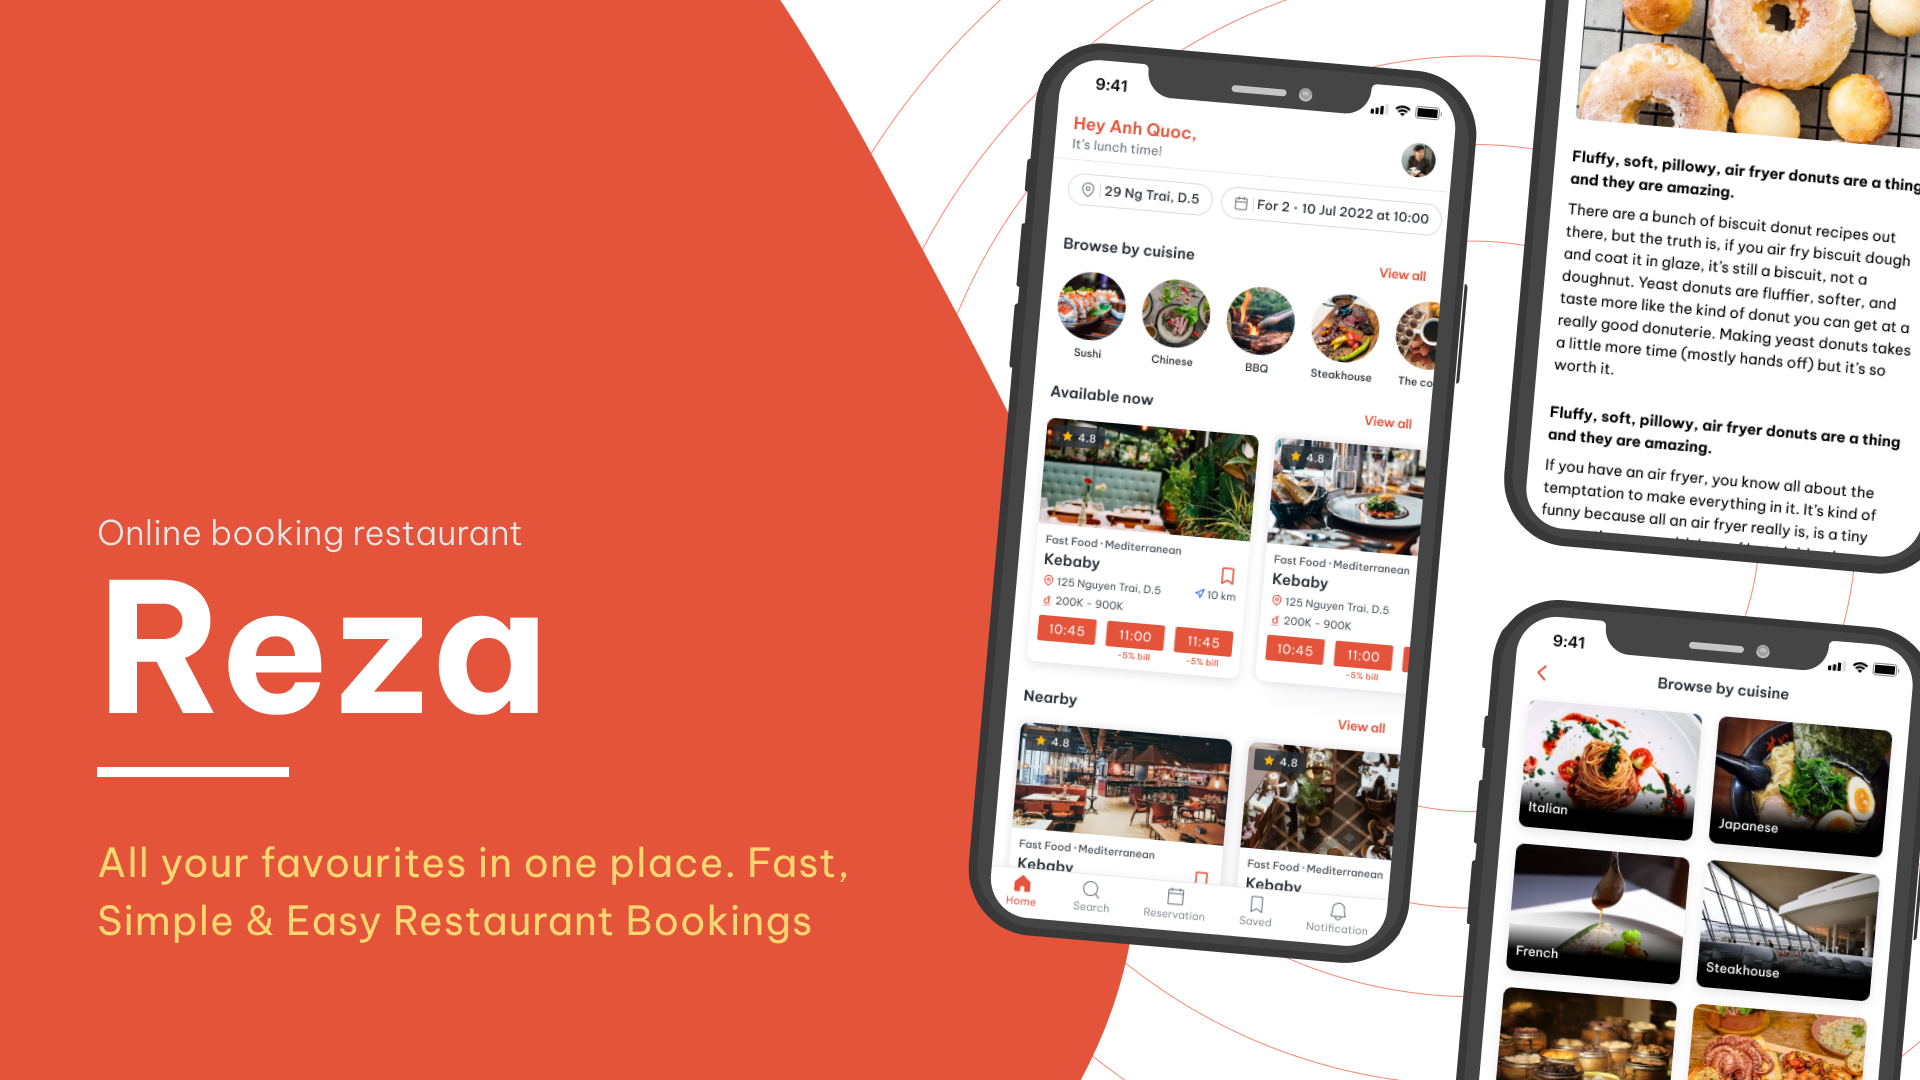 Online booking restaurant
Reza
All your favourites in one place. Fast,
Simple & Easy Restaurant Bookings
9:41
Hey Anh Quoc,
It's lunch time!
29 Ng Trai, D.5
For 2 • 10 Jul 2022 at 10:00
Browse by cuisine
View all
Sushi
Chinese
BBQ
Steakhouse
The co
Available now
View all
4.8
Fast Food · Mediterranean
Kebaby
125 Nguyen Trai, D.5
10 km
đ 200K - 900K
10:45
11:00
11:45
-5% bill
-5% bill
4.8
Fast Food · Mediterranean
Kebaby
125 Nguyen Trai, D.5
đ 200K - 900K
10:45
11:00
-5% bill
Nearby
View all
4.8
Fast Food · Mediterranean
Kebaby
4.8
Fast Food · Mediterranean
Kebaby
Home
Search
Reservation
Saved
Notification
Fluffy, soft, pillowy, air fryer donuts are a thing
and they are amazing.
There are a bunch of biscuit donut recipes out
there, but the truth is, if you air fry biscuit dough
and coat it in glaze, it's still a biscuit, not a
doughnut. Yeast donuts are fluffier, softer, and
taste more like the kind of donut you can get at a
really good donuterie. Making yeast donuts takes
a little more time (mostly hands off) but it's so
worth it.
Fluffy, soft, pillowy, air fryer donuts are a thing
and they are amazing.
If you have an air fryer, you know all about the
temptation to make everything in it. It's kind of
funny because all an air fryer really is, is a tiny
9:41
Browse by cuisine
Italian
Japanese
French
Steakhouse